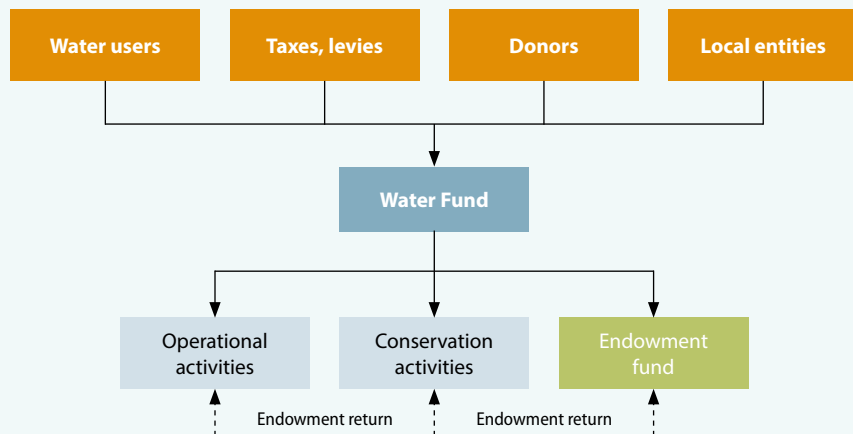 Water users
Taxes, levies
Donors
Local entities
Water Fund
Operational
activities
Conservation
activities
Endowment
fund
Endowment return
Endowment return